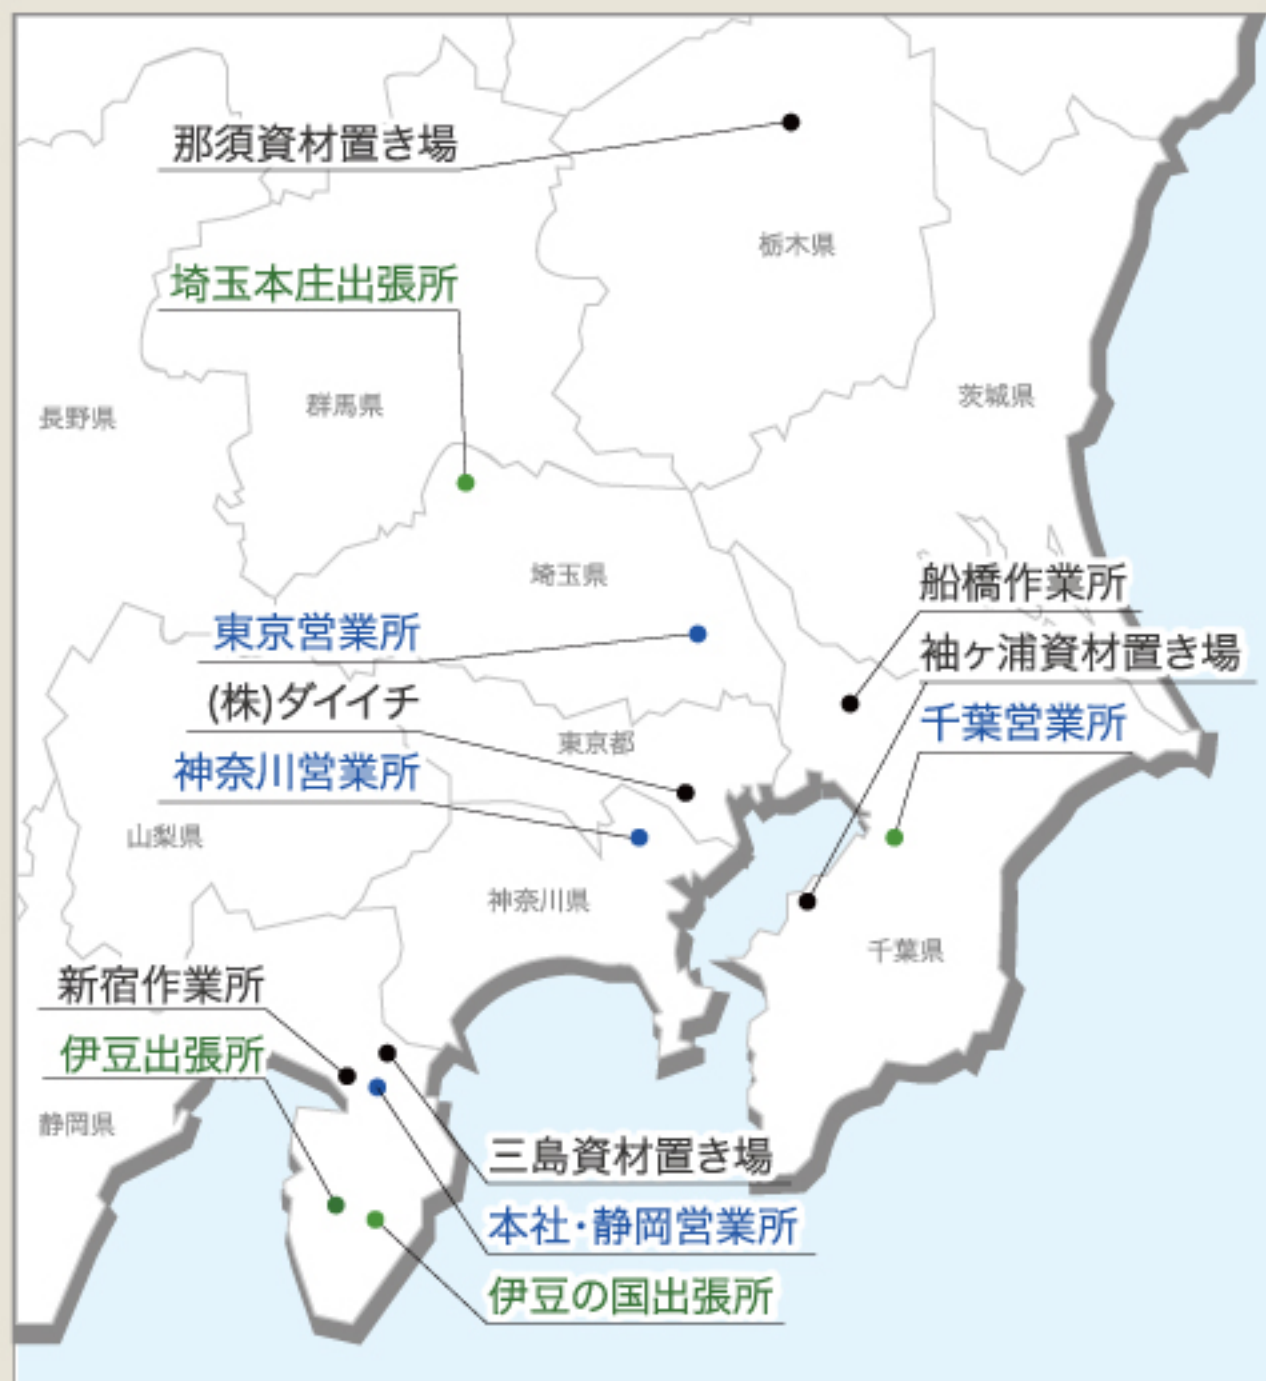 那須資材置き場
栃木県
埼玉本庄出張所
茨城県
群馬県
長野県
埼玉県
船橋作業所
東京営業所
袖ヶ浦資材置き場
(株)ダイイチ
千葉営業所
東京都
神奈川営業所
山梨県
神奈川県
千葉県
新宿作業所
伊豆出張所
静岡県
三島資材置き場
本社・静岡営業所
伊豆の国出張所